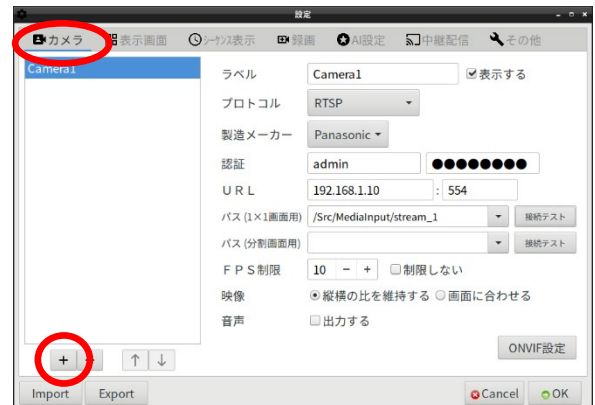 設定
カメラ 表示画面 シーケンス表示 録画 AI設定 中継配信 その他
Camera1
ラベル Camera1 表示する
プロトコル RTSP
製造メーカー Panasonic
認証 admin ●●●●●●●●
URL 192.168.1.10 : 554
パス (1×1画面用) /Src/MediaInput/stream_1 接続テスト
パス (分割画面用) 接続テスト
FPS制限 10 − + 制限しない
映像 縦横の比を維持する 画面に合わせる
音声 出力する
ONVIF設定
+ ↑ ↓
Import Export Cancel OK